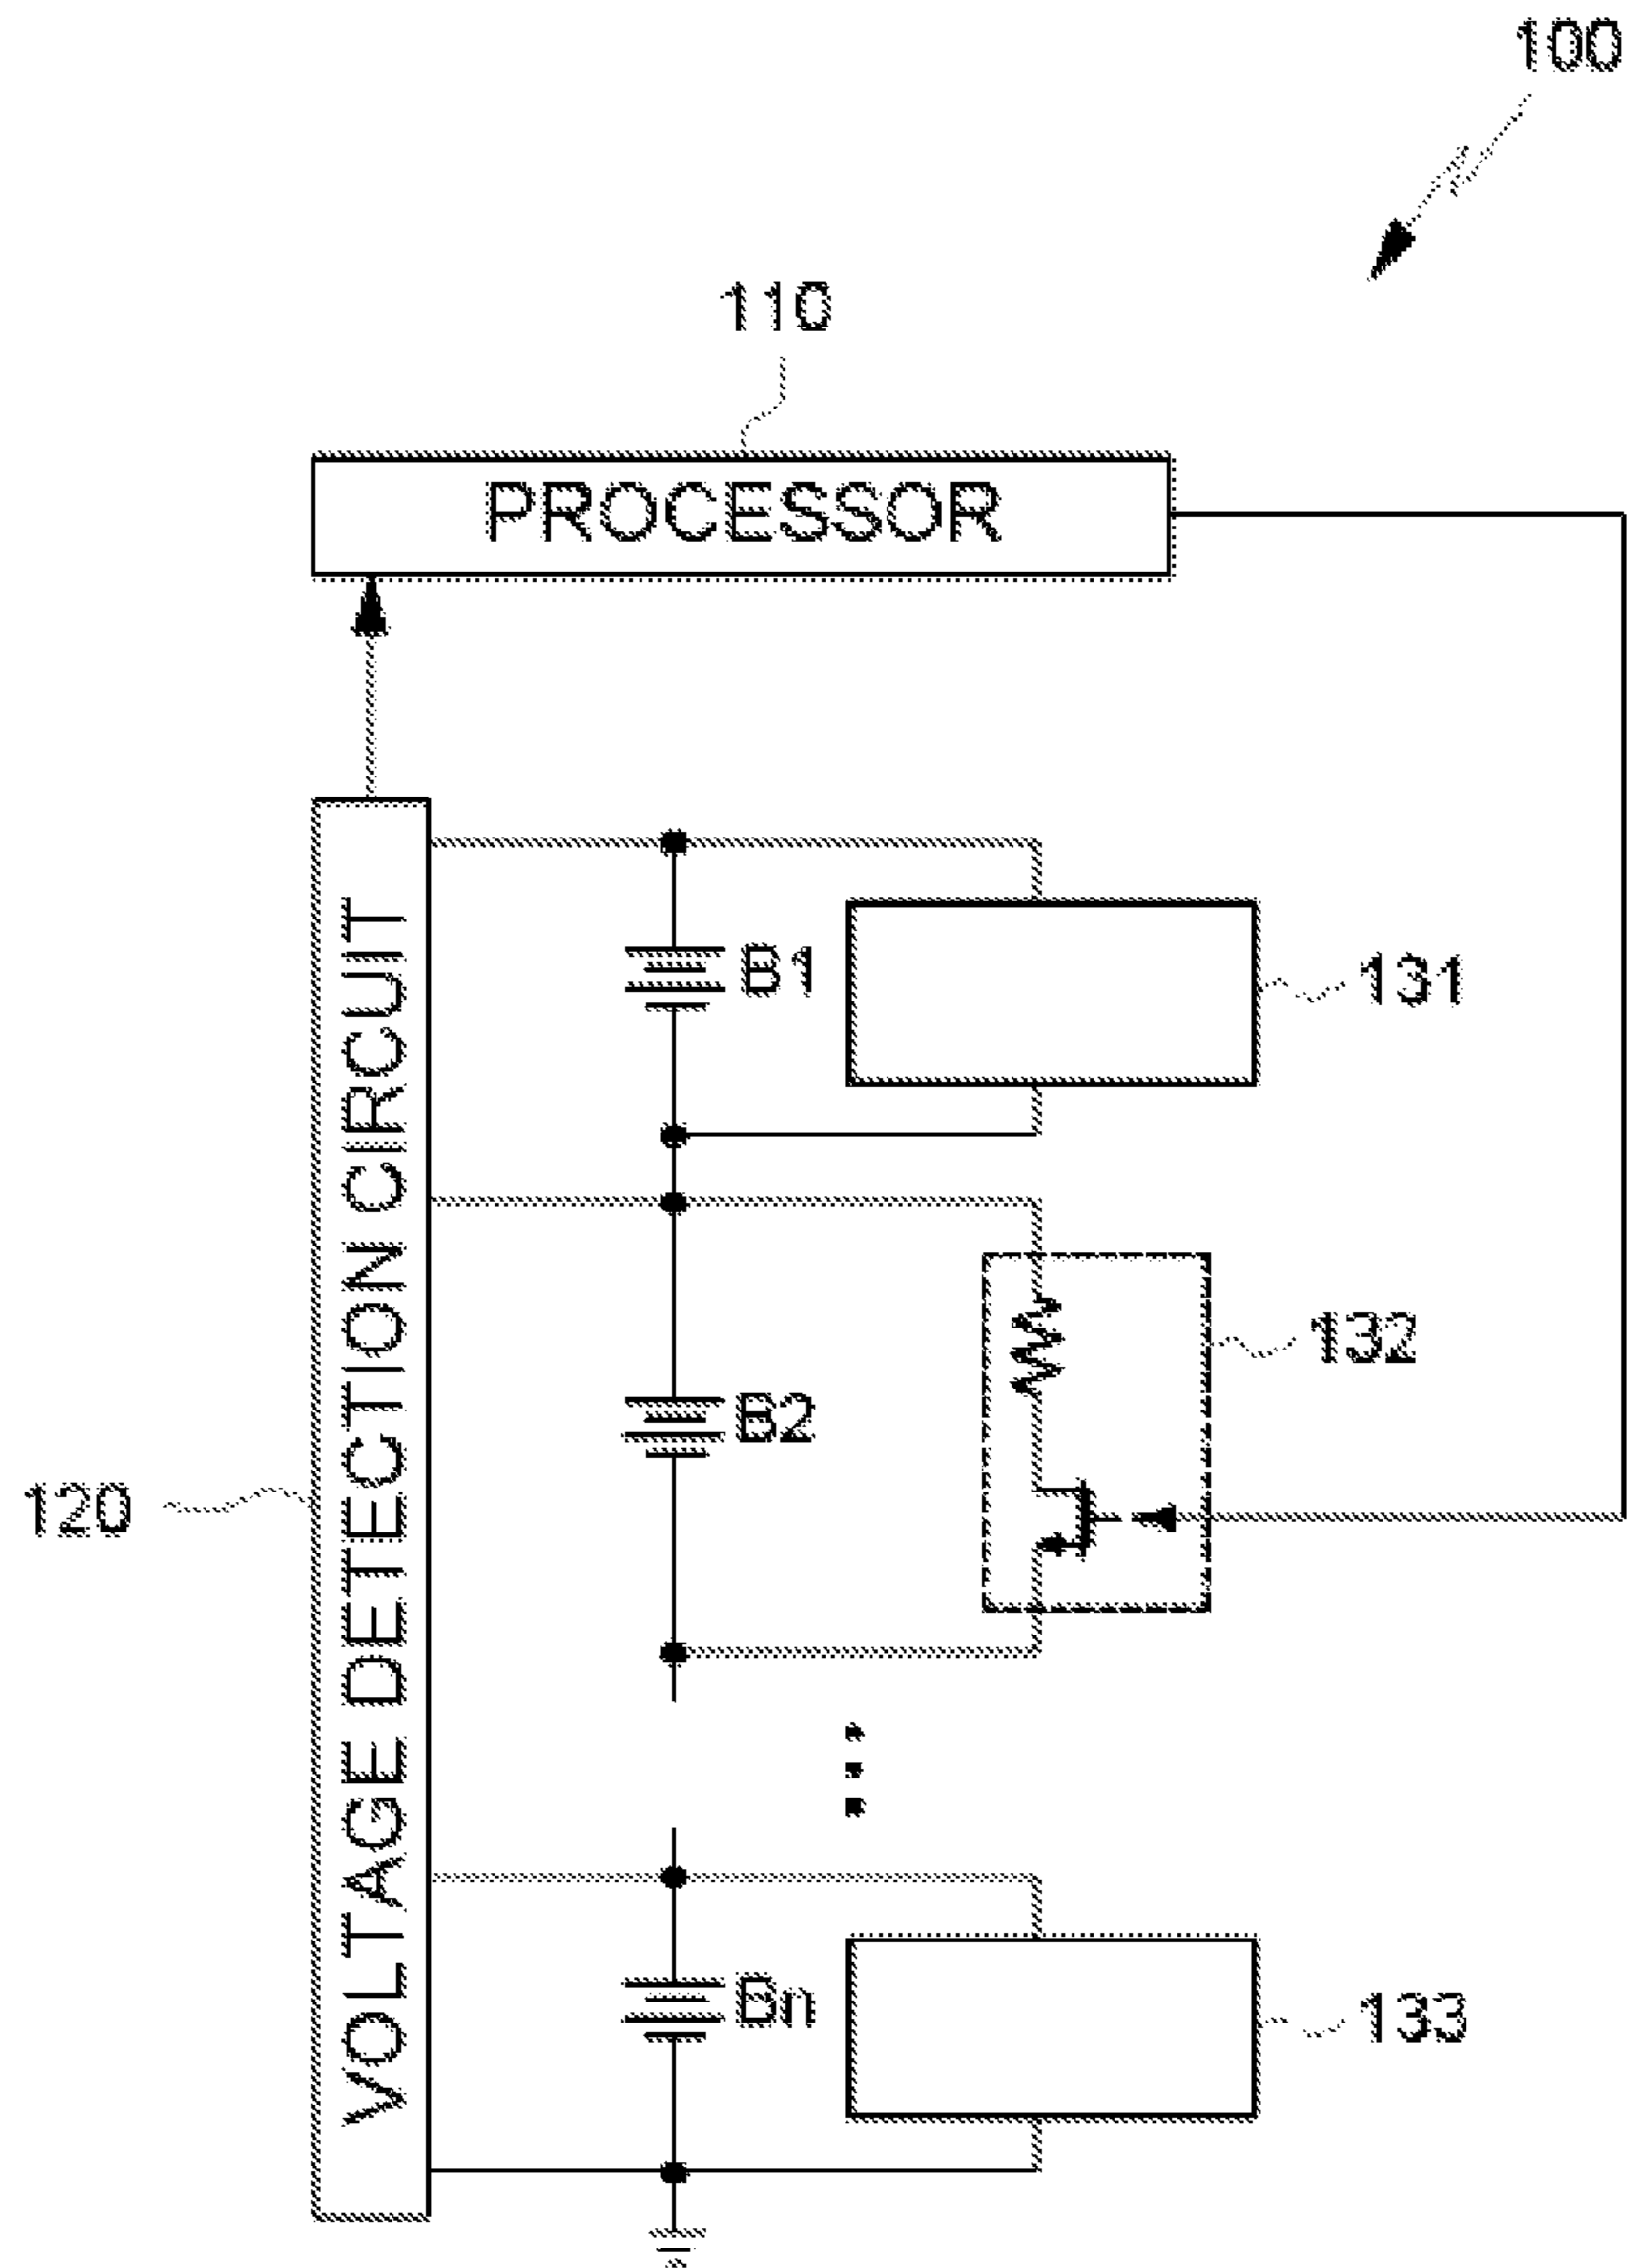 100
110
PROCESSOR
VOLTAGE DETECTION CIRCUIT
B1
131
B2
132
120
Bn
133